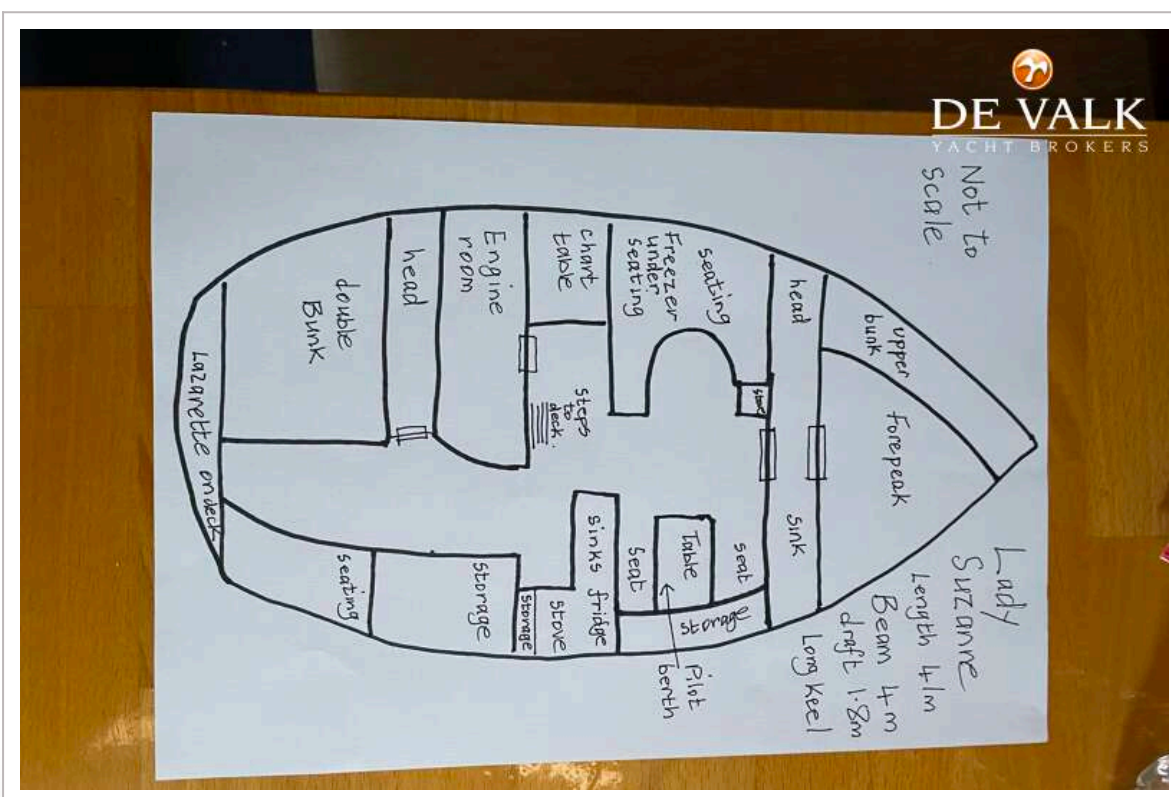 DE VALK
YACHT BROKERS
Not to
scale
Lady
Suzanne
Length 41m
Beam 4m
draft 1.8m
Long Keel
upper
bunk
Forepeak
head
sink
seating
Freezer
under
seating
store
seat
Table
seat
storage
Pilot
berth
chart
table
steps
to
deck.
sinks fridge
stove
storage
Engine
room
head
storage
double
Bunk
seating
Lazarette on deck